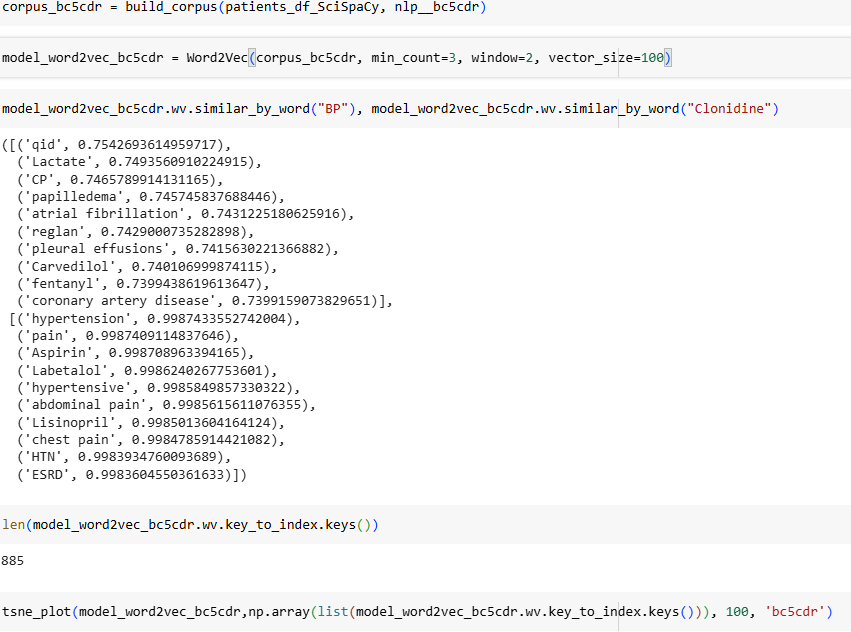 corpus_bc5cdr = build_corpus(patients_df_SciSpaCy, nlp__bc5cdr)
model_word2vec_bc5cdr = Word2Vec(corpus_bc5cdr, min_count=3, window=2, vector_size=100)
model_word2vec_bc5cdr.wv.similar_by_word("BP"), model_word2vec_bc5cdr.wv.similar_by_word("Clonidine")
([('qid', 0.7542693614959717),
('Lactate', 0.7493560910224915),
('CP', 0.7465789914131165),
('papilledema', 0.745745837688446),
('atrial fibrillation', 0.7431225180625916),
('reglan', 0.7429000735282898),
('pleural effusions', 0.7415630221366882),
('Carvedilol', 0.740106999874115),
('fentanyl', 0.7399438619613647),
('coronary artery disease', 0.7399159073829651)],
[('hypertension', 0.9987433552742004),
('pain', 0.9987409114837646),
('Aspirin', 0.998708963394165),
('Labetalol', 0.9986240267753601),
('hypertensive', 0.9985849857330322),
('abdominal pain', 0.9985615611076355),
('Lisinopril', 0.9985013604164124),
('chest pain', 0.9984785914421082),
('HTN', 0.9983934760093689),
('ESRD', 0.9983604550361633)])
len(model_word2vec_bc5cdr.wv.key_to_index.keys())
885
tsne_plot(model_word2vec_bc5cdr,np.array(list(model_word2vec_bc5cdr.wv.key_to_index.keys())), 100, 'bc5cdr')